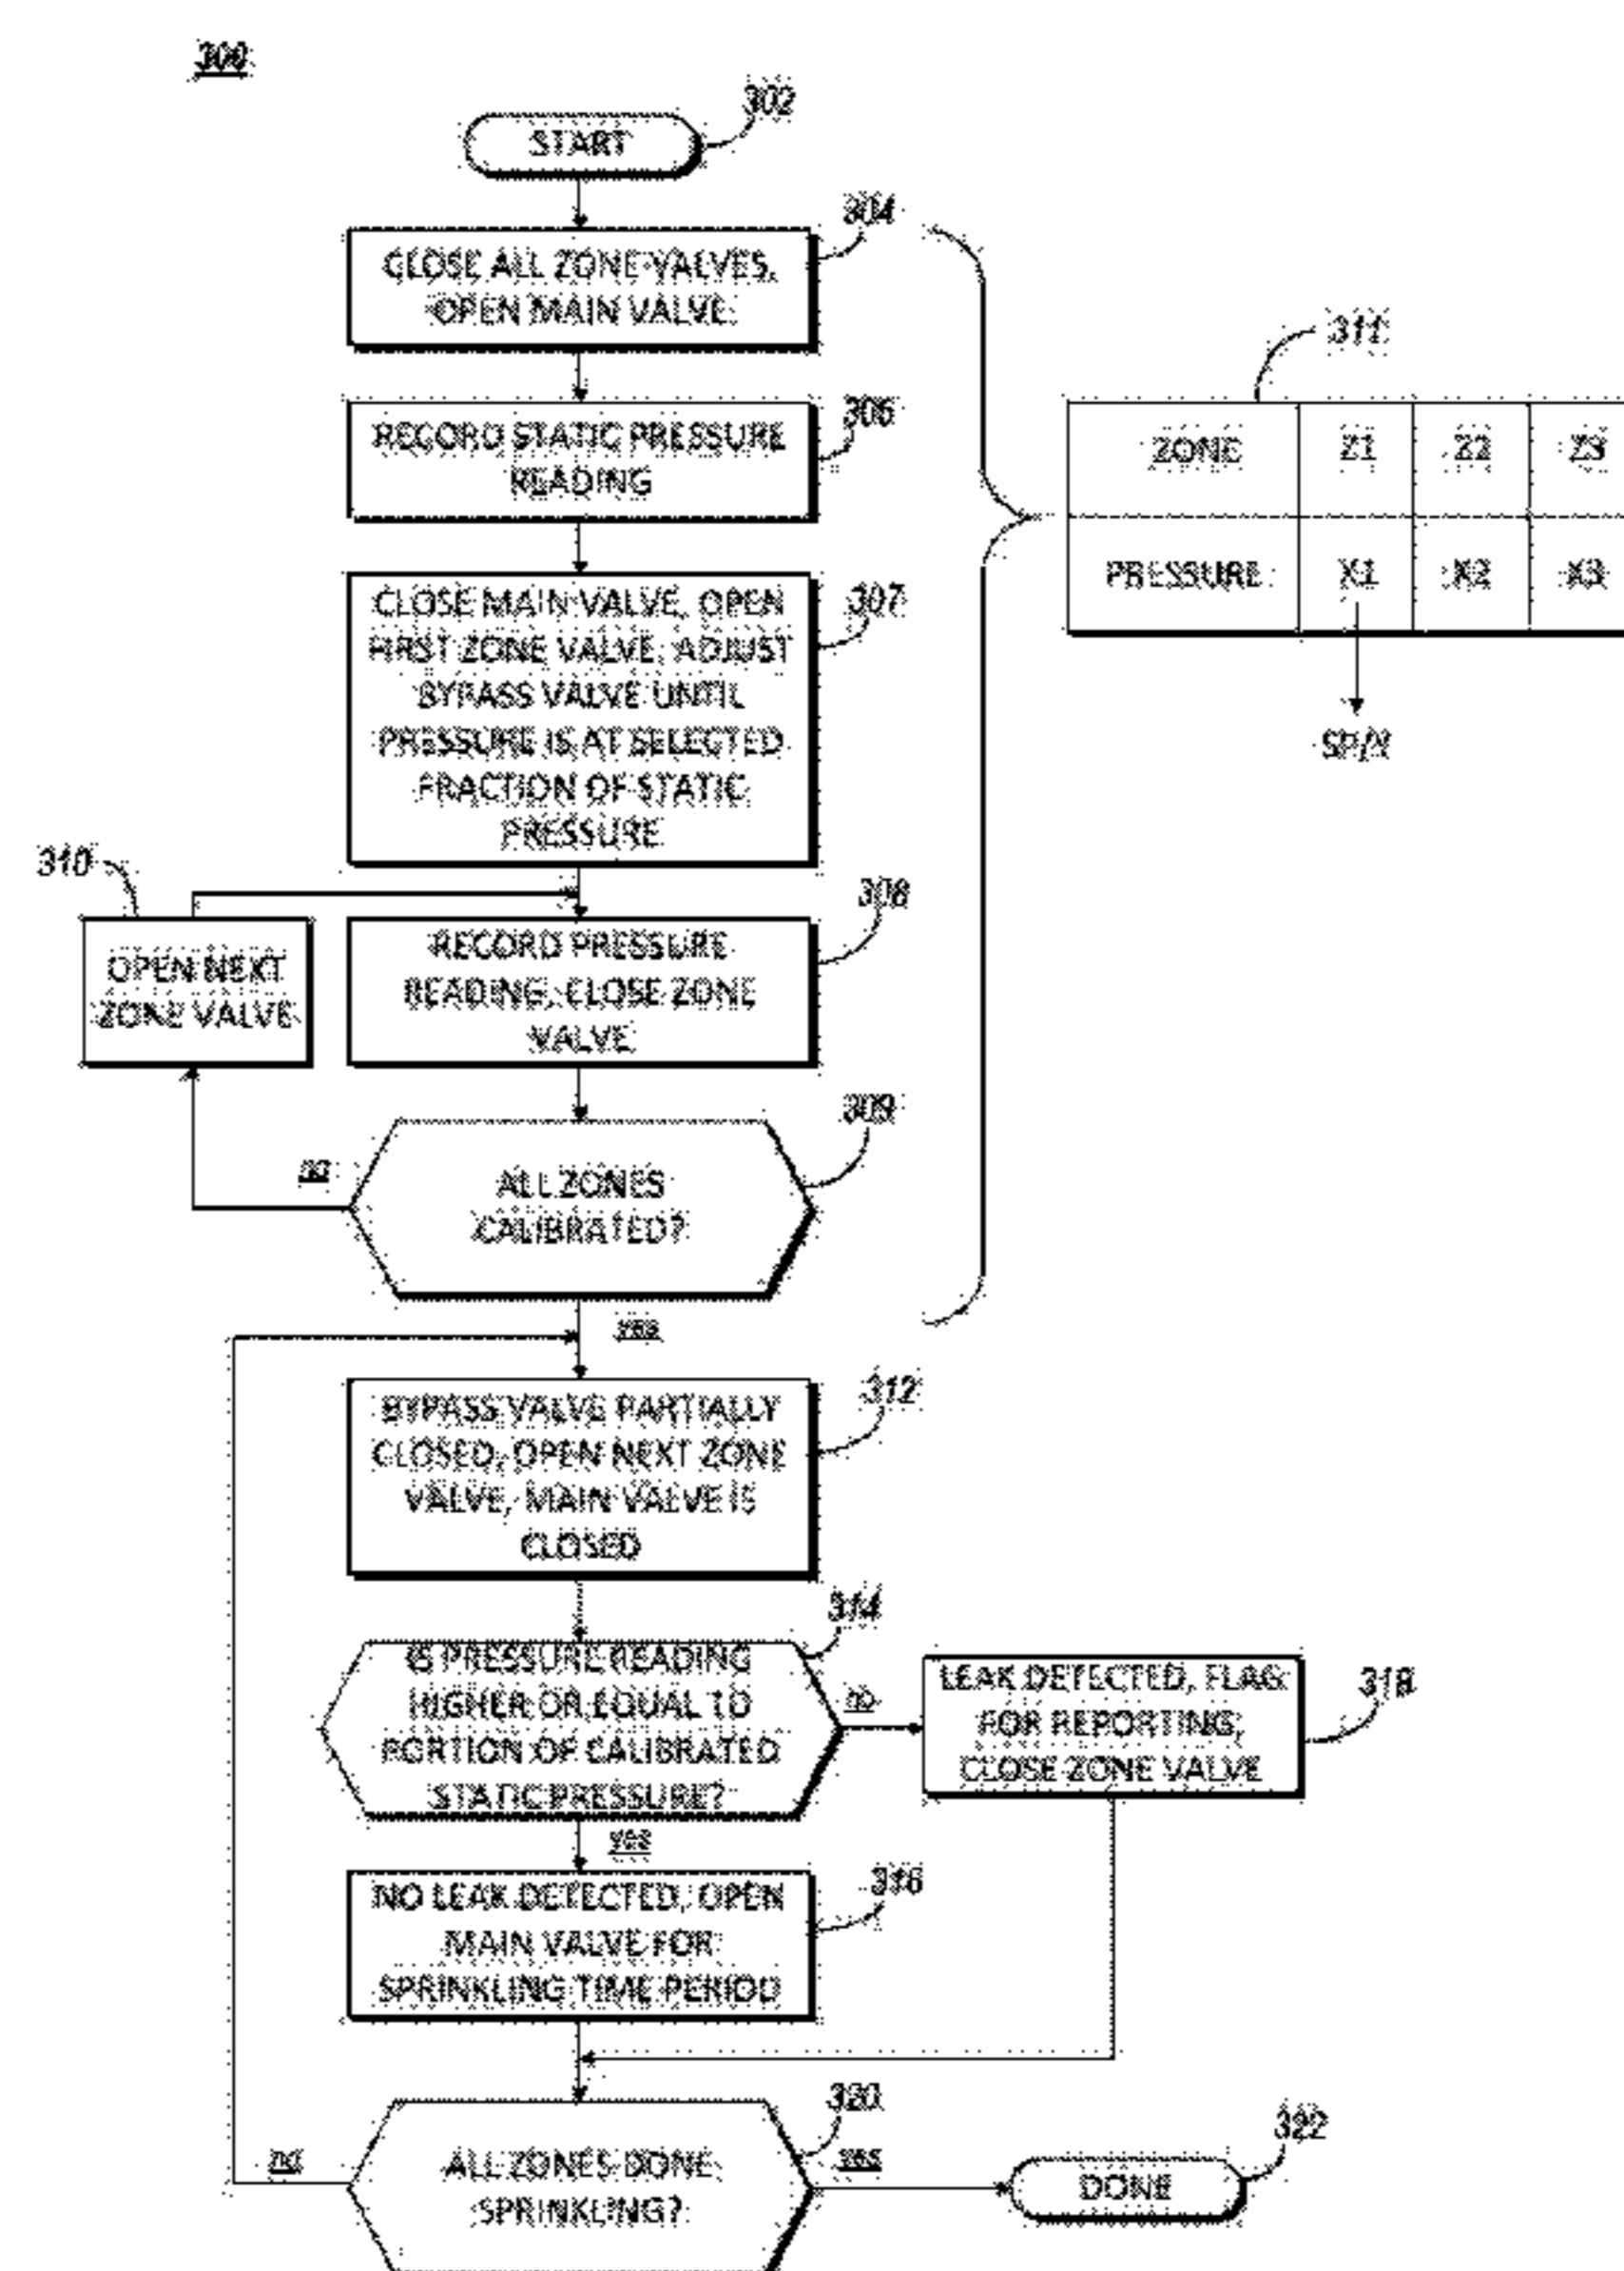 300
302
START
304
CLOSE ALL ZONE VALVES,
OPEN MAIN VALVE
306
RECORD STATIC PRESSURE
READING
307
CLOSE MAIN VALVE, OPEN
FIRST ZONE VALVE, ADJUST
BYPASS VALVE UNTIL
PRESSURE IS AT SELECTED
FRACTION OF STATIC
PRESSURE
311
ZONE Z1 Z2 Z3
PRESSURE X1 X2 X3
310
OPEN NEXT
ZONE VALVE
308
RECORD PRESSURE
READING, CLOSE ZONE
VALVE
309
ALL ZONES
CALIBRATED?
no
yes
312
BYPASS VALVE PARTIALLY
CLOSED, OPEN NEXT ZONE
VALVE, MAIN VALVE IS
CLOSED
314
IS PRESSURE READING
HIGHER OR EQUAL TO
PORTION OF CALIBRATED
STATIC PRESSURE?
no
yes
318
LEAK DETECTED, FLAG
FOR REPORTING,
CLOSE ZONE VALVE
316
NO LEAK DETECTED, OPEN
MAIN VALVE FOR
SPRINKLING TIME PERIOD
320
ALL ZONES DONE
SPRINKLING?
no
yes
322
DONE